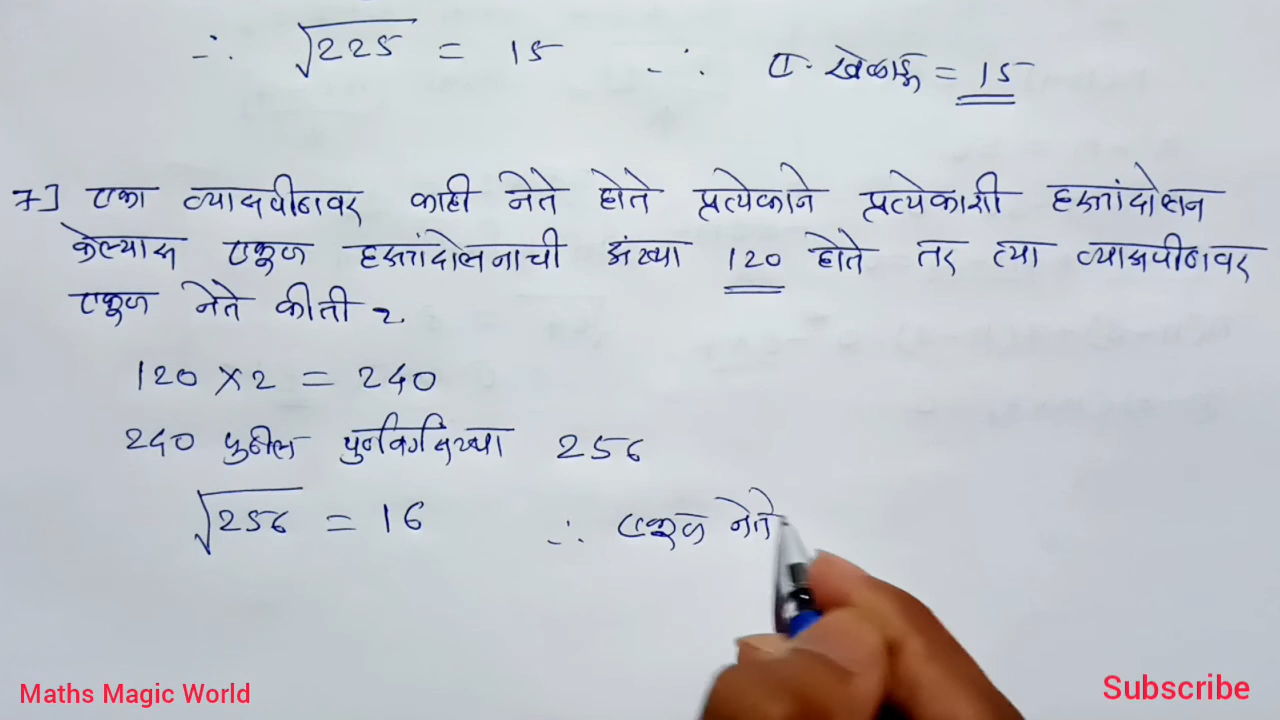 ∴ √225 = 15 ∴ ए. खेळाडू = 15
7] एका व्यासपीठावर काही नेते होते प्रत्येकाने प्रत्येकाशी हस्तांदोलन
केल्यास एकूण हस्तांदोलनाची संख्या 120 होते तर त्या व्यासपीठावर
एकूण नेते कीती ?
120 × 2 = 240
240 पुढील पुर्णवर्गसंख्या 256
√256 = 16 ∴ एकूण नेते
Maths Magic World
Subscribe